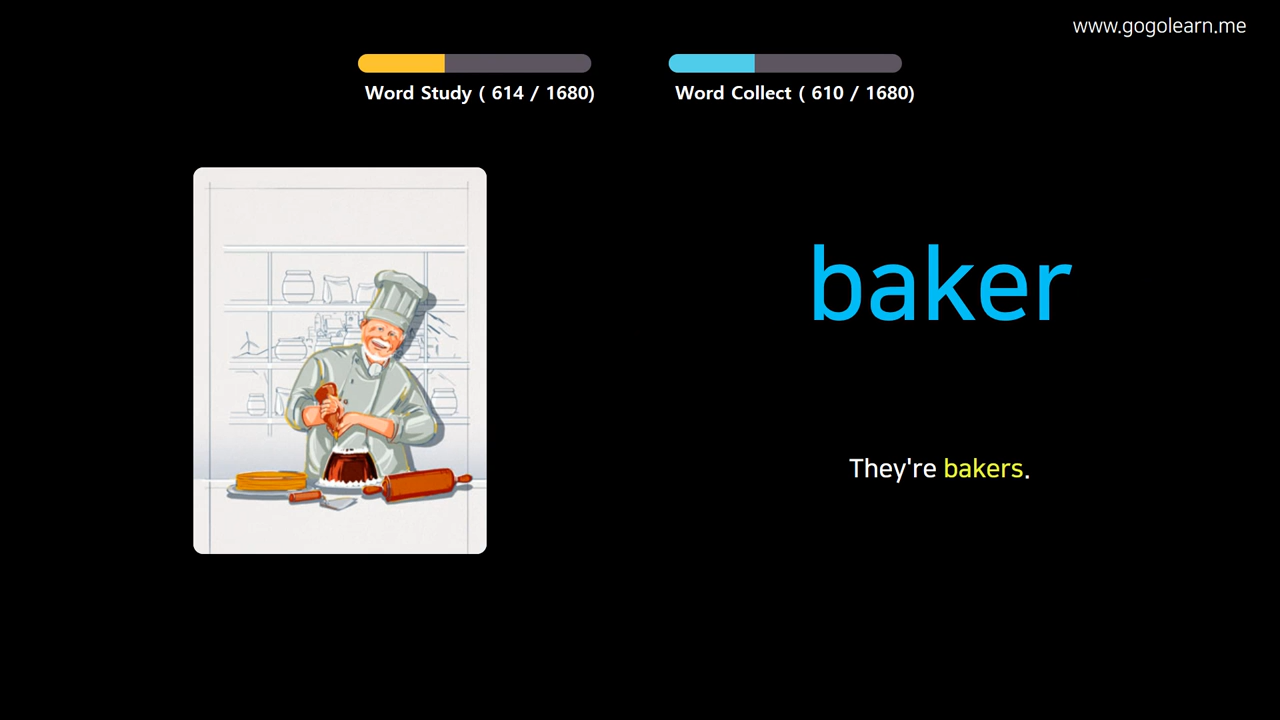 www.gogolearn.me
Word Study ( 614 / 1680)
Word Collect ( 610 / 1680)
baker
They're bakers.